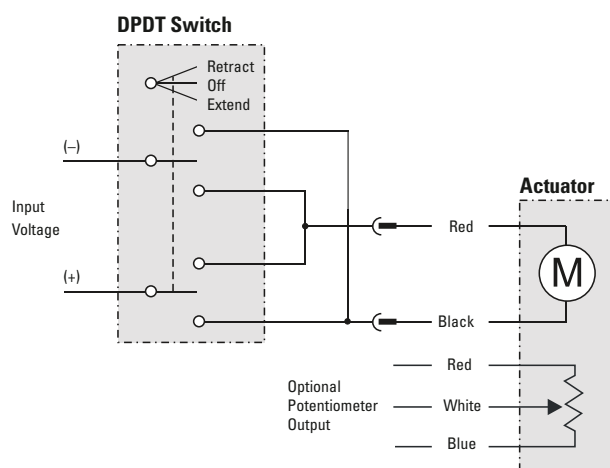 DPDT Switch
Retract
Off
Extend
(–)
Input
Voltage
(+)
Actuator
Red
M
Black
Red
Optional
Potentiometer
Output
White
Blue